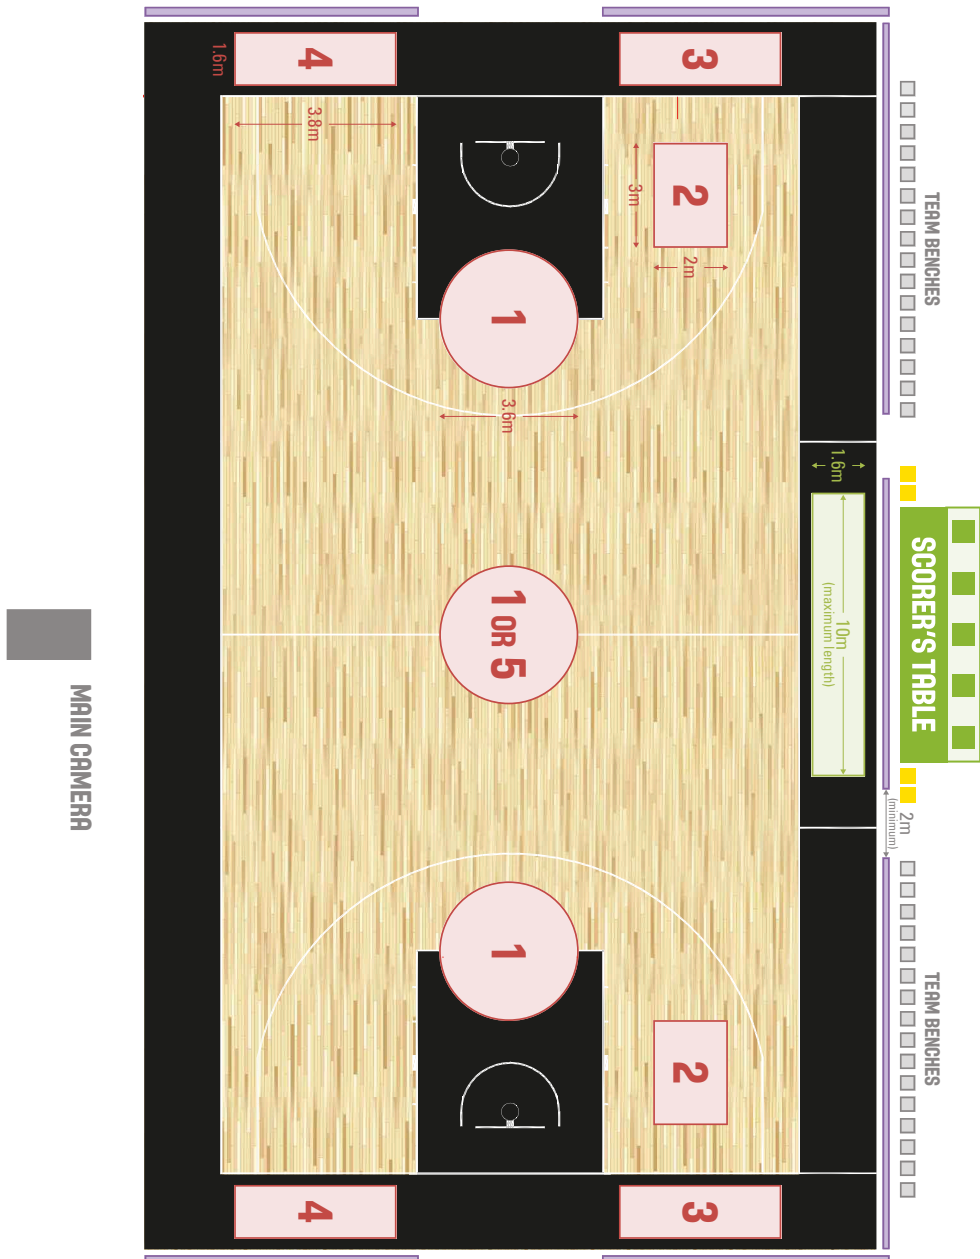 4
3
1.6m
3.8m
2
3m
2m
TEAM BENCHES
1
3.6m
1.6m
1 OR 5
10m
(maximum length)
SCORER'S TABLE
MAIN CAMERA
2m
(minimum)
1
2
TEAM BENCHES
4
3